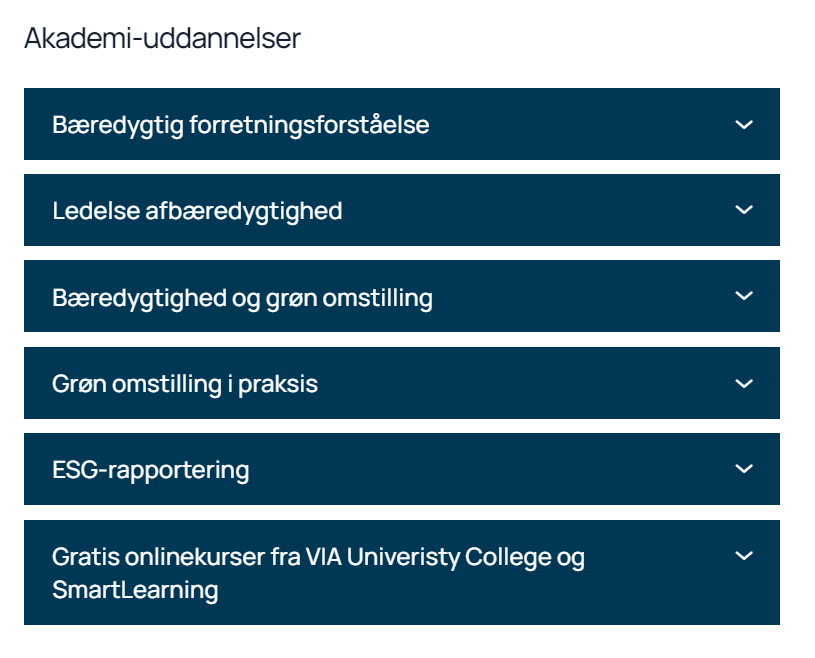 Akademi-uddannelser
Bæredygtig forretningsforståelse
Ledelse afbæredygtighed
Bæredygtighed og grøn omstilling
Grøn omstilling i praksis
ESG-rapportering
Gratis onlinekurser fra VIA Univeristy College og
SmartLearning